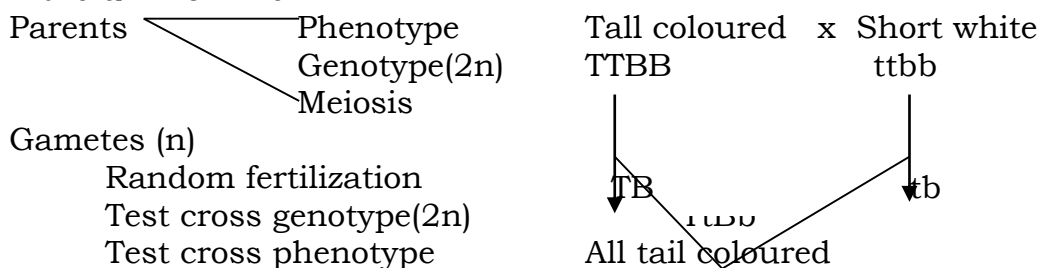 Parents Phenotype Tall coloured x Short white
Genotype(2n) TTBB ttbb
Meiosis
Gametes (n)
Random fertilization TB tb
Test cross genotype(2n)
Test cross phenotype All tail coloured